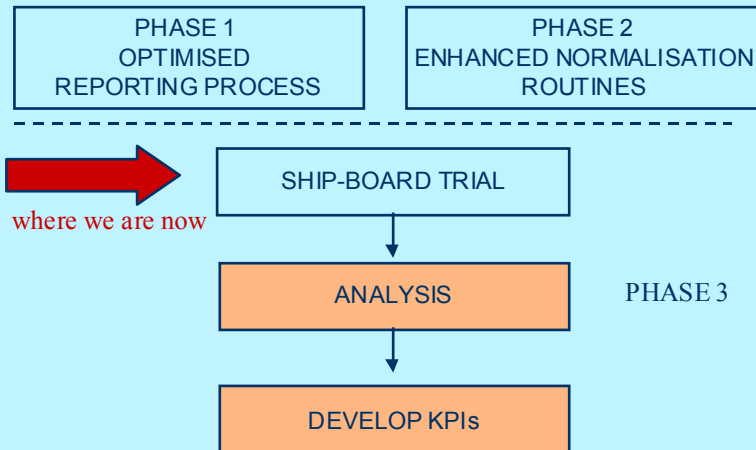 PHASE 1
OPTIMISED
REPORTING PROCESS
PHASE 2
ENHANCED NORMALISATION
ROUTINES
SHIP-BOARD TRIAL
where we are now
ANALYSIS
PHASE 3
DEVELOP KPIs